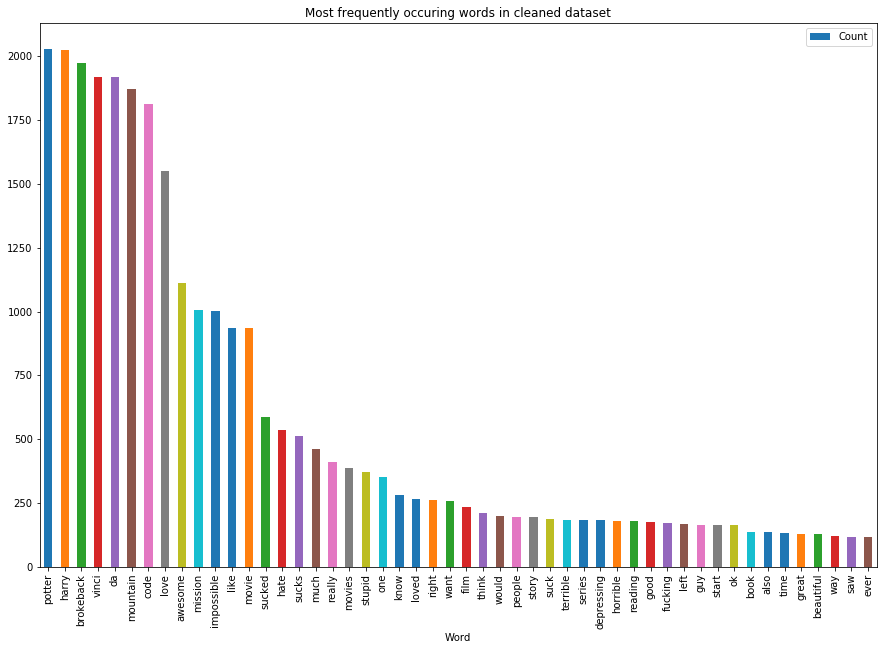 Most frequently occuring words in cleaned dataset
Count
2000
1750
1500
1250
1000
750
500
250
0
potter
harry
brokeback
vinci
da
mountain
code
love
awesome
mission
impossible
like
movie
sucked
hate
sucks
much
really
movies
stupid
one
know
loved
right
want
film
think
would
people
story
suck
terrible
series
depressing
horrible
reading
good
fucking
left
guy
start
ok
book
also
time
great
beautiful
way
saw
ever
Word